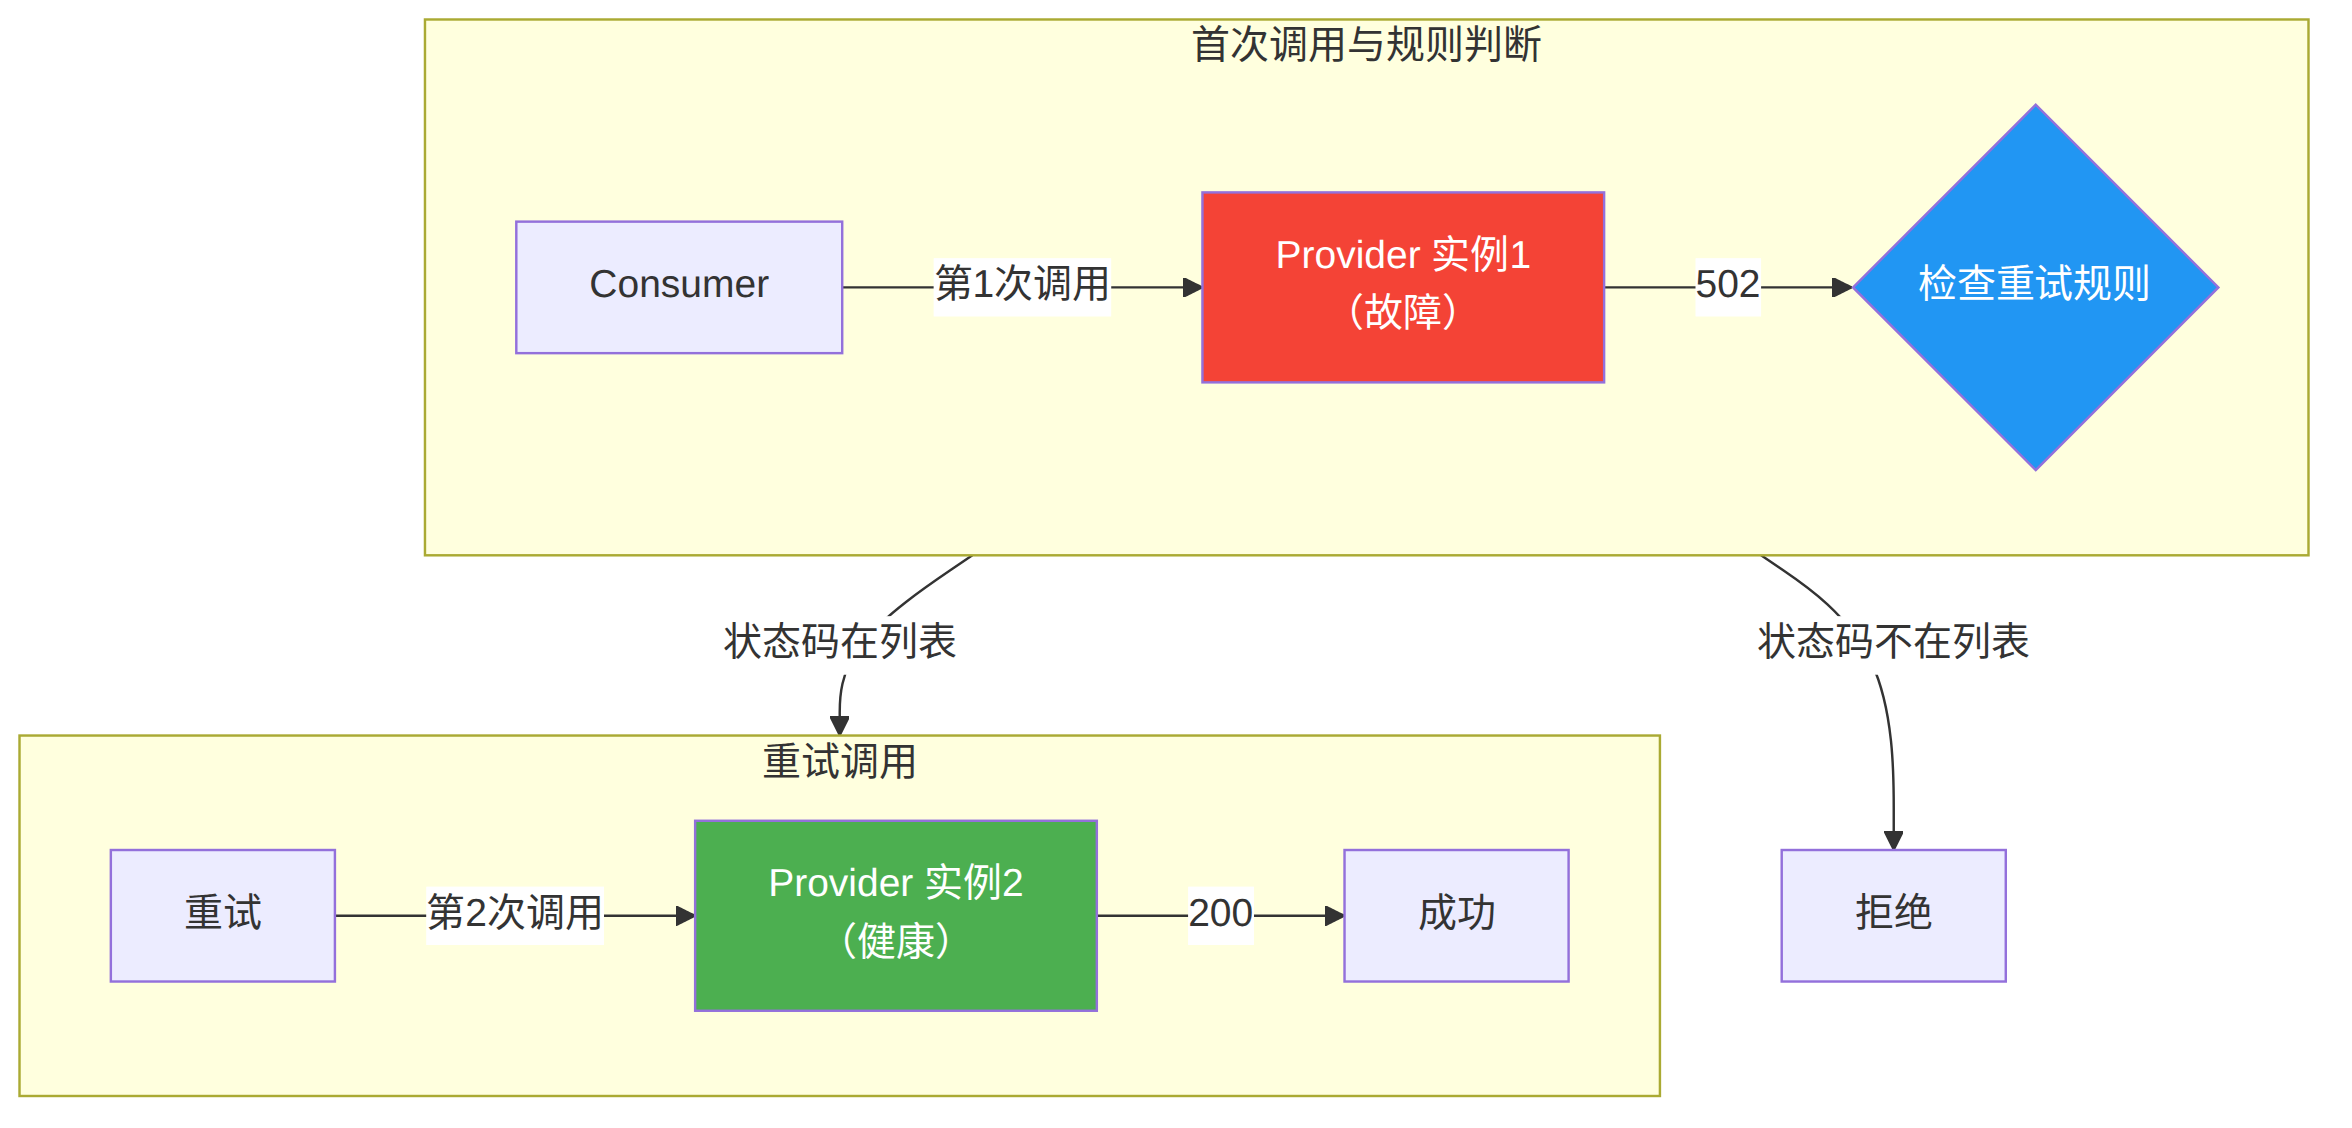 首次调用与规则判断
Consumer
第1次调用
Provider 实例1
（故障）
502
检查重试规则
状态码在列表
状态码不在列表
重试调用
重试
第2次调用
Provider 实例2
（健康）
200
成功
拒绝